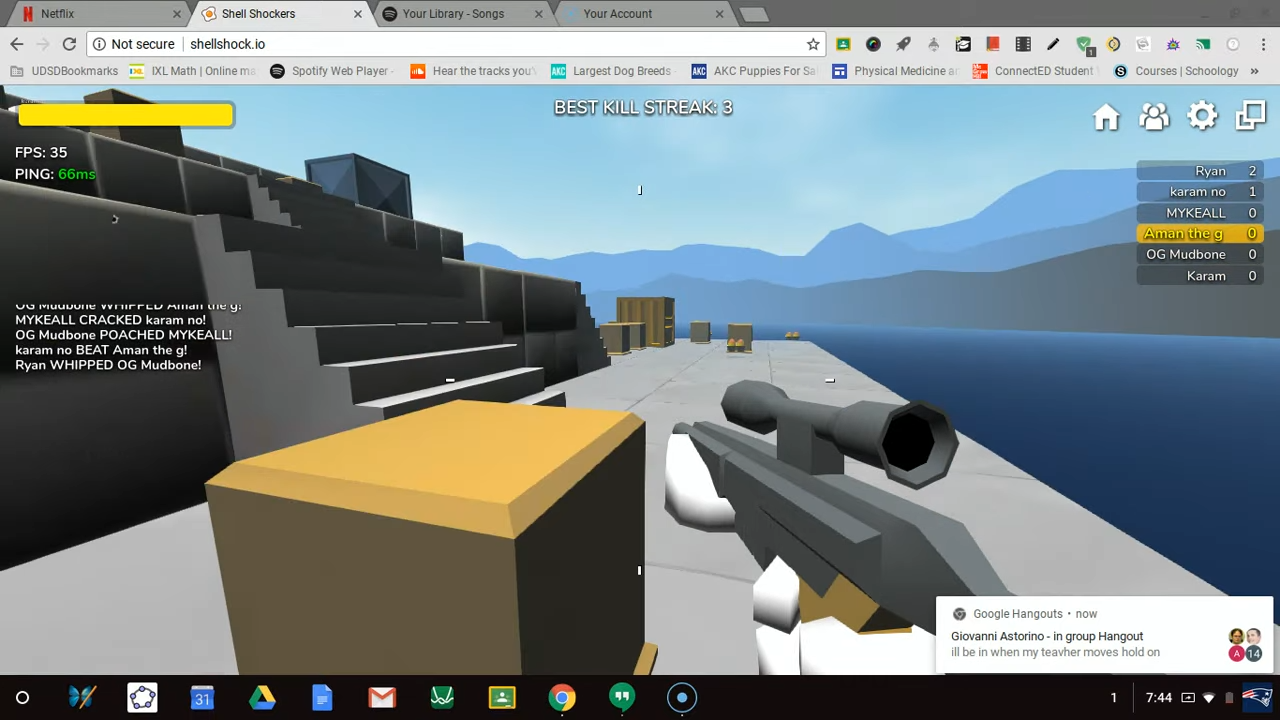 Netflix
Shell Shockers
Your Library - Songs
Your Account
Not secure
shellshock.io
1
UDSDBookmarks
IXL Math | Online ma
Spotify Web Player -
Hear the tracks you'
Largest Dog Breeds -
AKC Puppies For Sa
Physical Medicine an
ConnectED Student
Courses | Schoology
»
BEST KILL STREAK: 3
FPS: 35
PING: 66ms
Ryan 2
karam no 1
MYKEALL 0
Aman the g 0
OG Mudbone 0
Karam 0
OG Mudbone WHIPPED Aman the g!
MYKEALL CRACKED karam no!
OG Mudbone POACHED MYKEALL!
karam no BEAT Aman the g!
Ryan WHIPPED OG Mudbone!
Google Hangouts • now
Giovanni Astorino - in group Hangout
ill be in when my teavher moves hold on
A 14
31
1
7:44